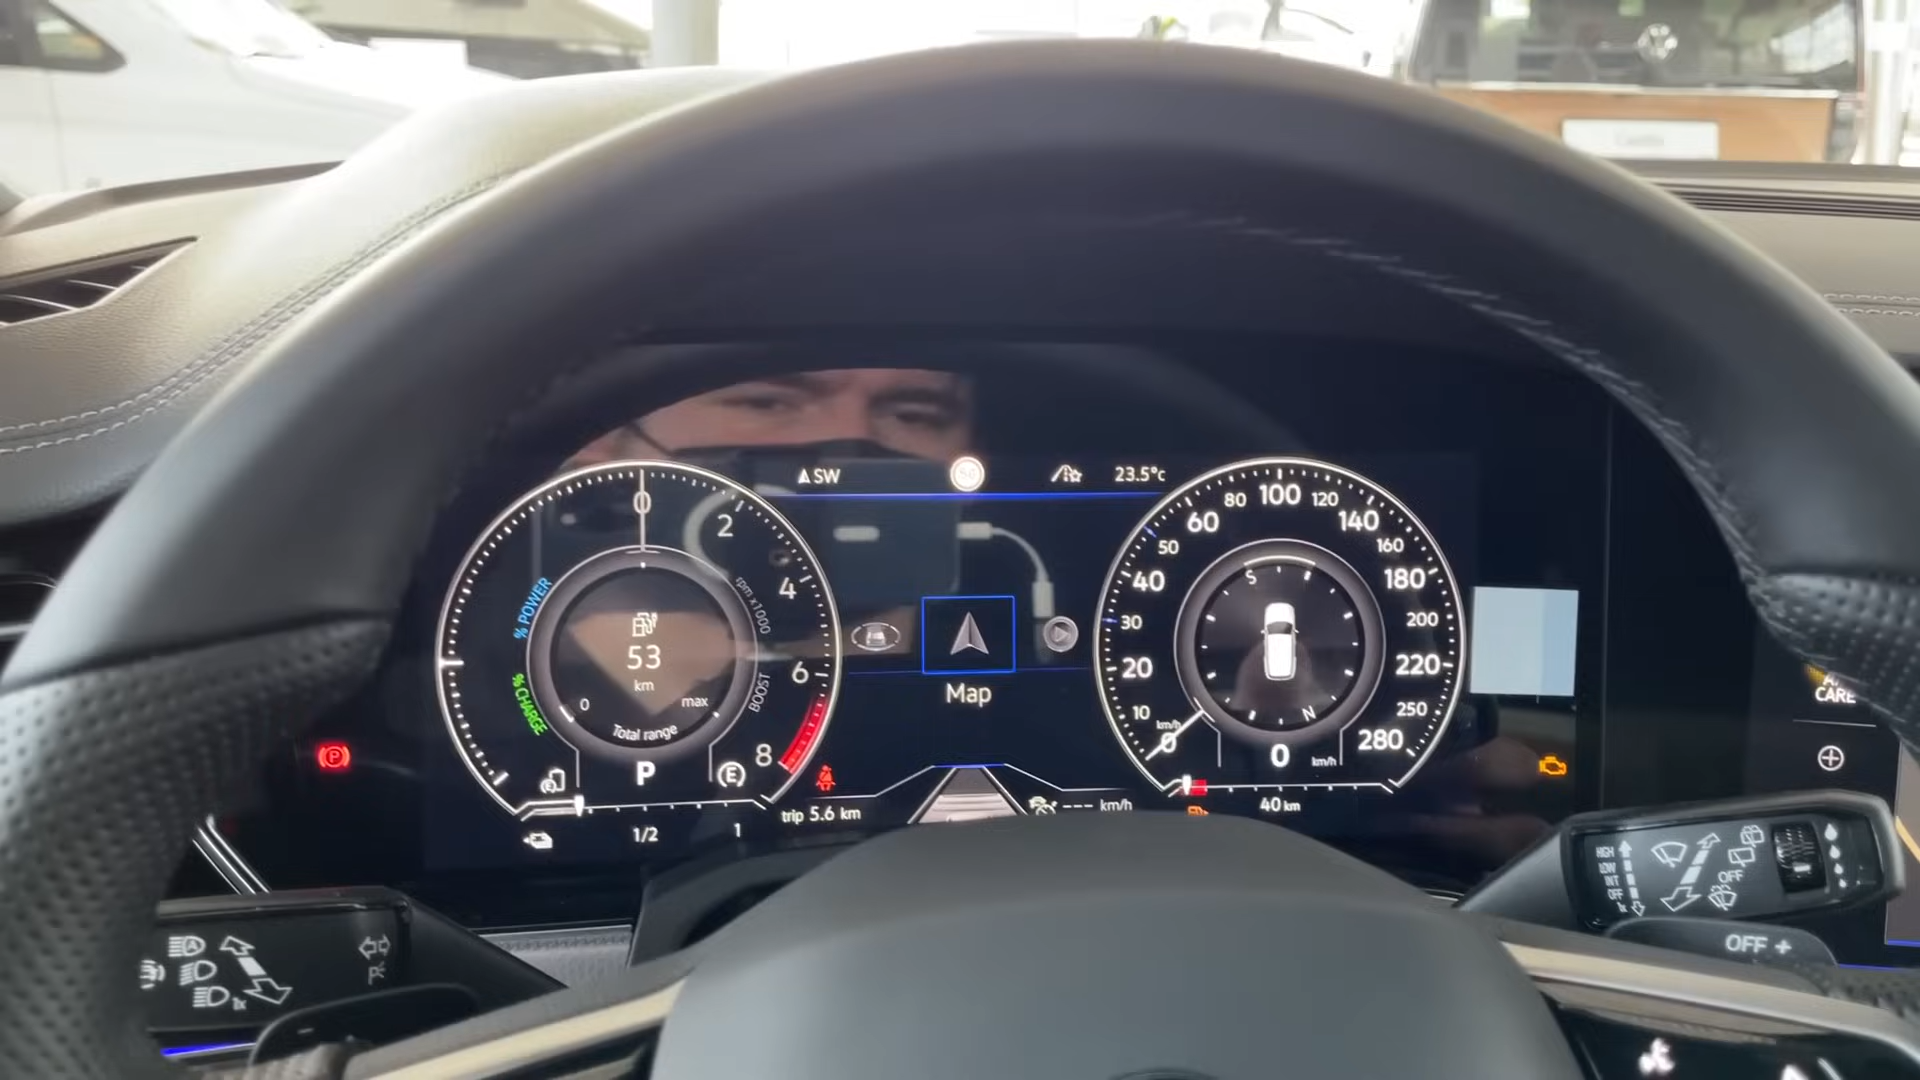 SW
23.5°C
0
2
4
6
8
rpm x1000
% POWER
% CHARGE
BOOST
53
km
0
max
Total range
P
E
1/2
1
trip 5.6 km
Map
--- km/h
0
10
20
30
40
50
60
80
100
120
140
160
180
200
220
250
280
km/h
S
N
0 km/h
40 km
P
CARE
HIGH
LOW
INT
OFF
1x
OFF
OFF +
A
1x
P